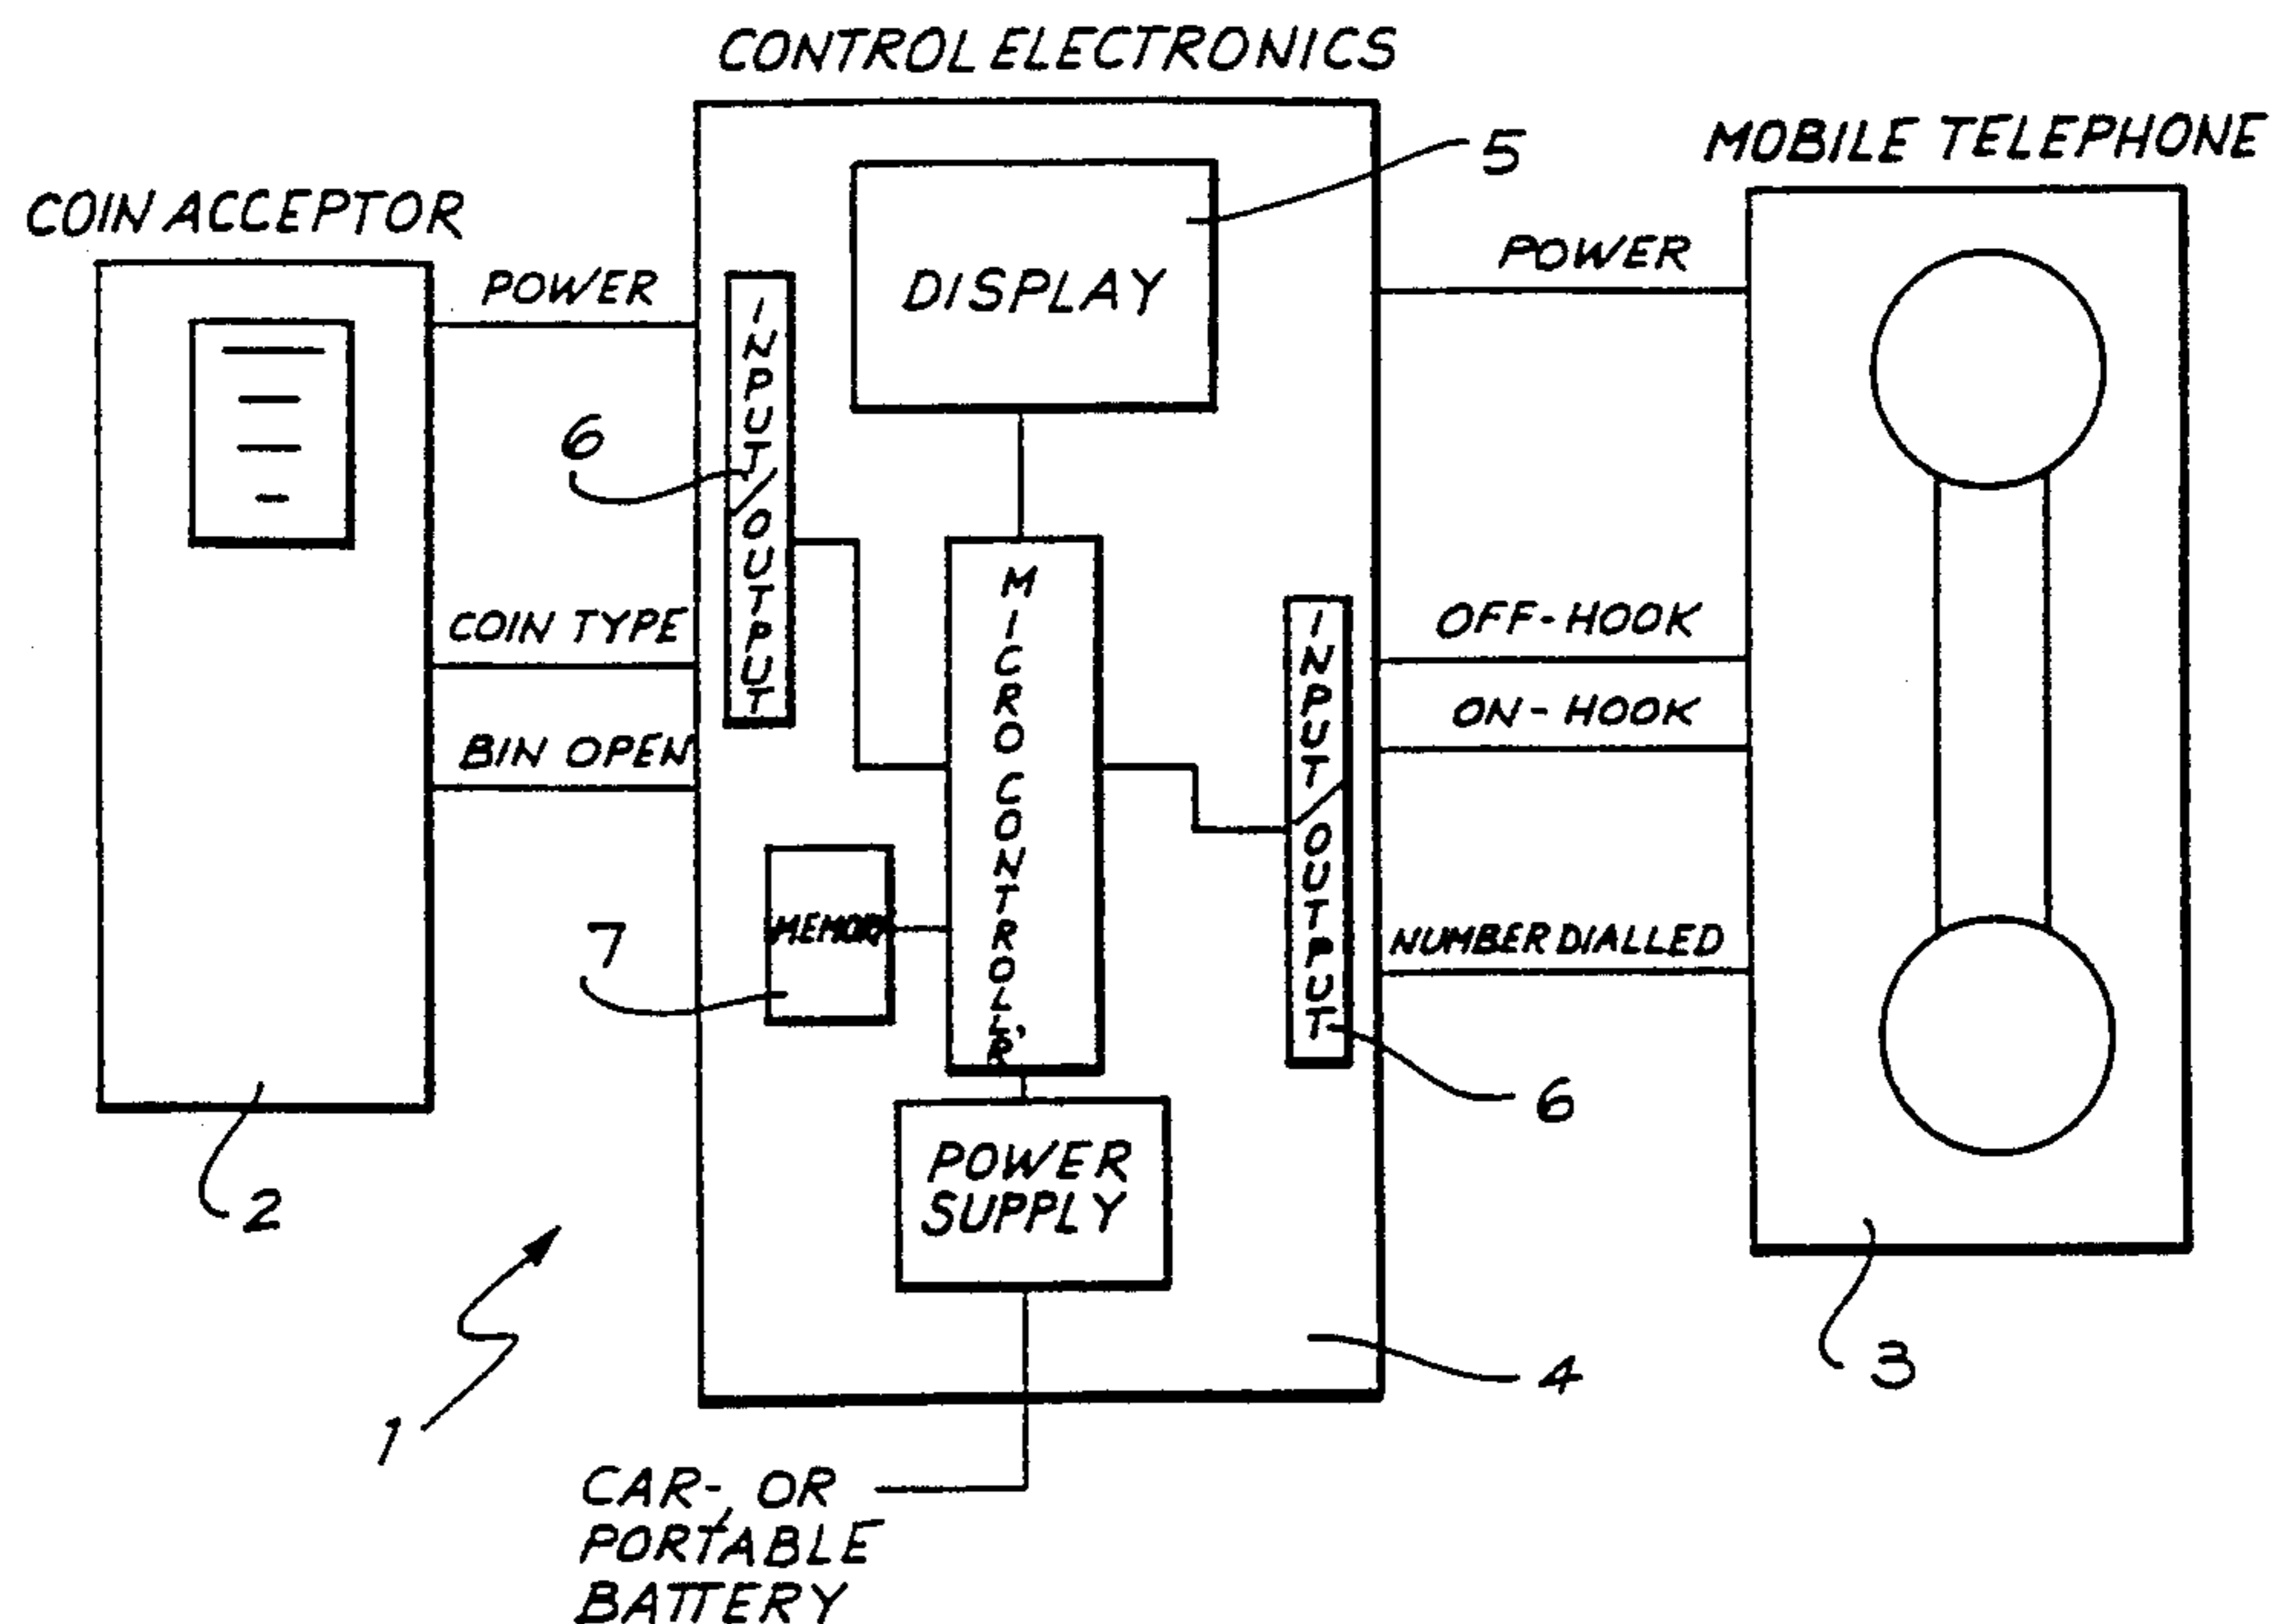 CONTROL ELECTRONICS
MOBILE TELEPHONE
COIN ACCEPTOR
5
POWER
DISPLAY
POWER
INPUT/OUTPUT
6
MICROCONTROLL'R
INPUT/OUTPUT
COIN TYPE
OFF-HOOK
ON-HOOK
BIN OPEN
MEMORY
7
NUMBER DIALLED
6
POWER
SUPPLY
2
4
3
1
CAR-, OR
PORTABLE
BATTERY